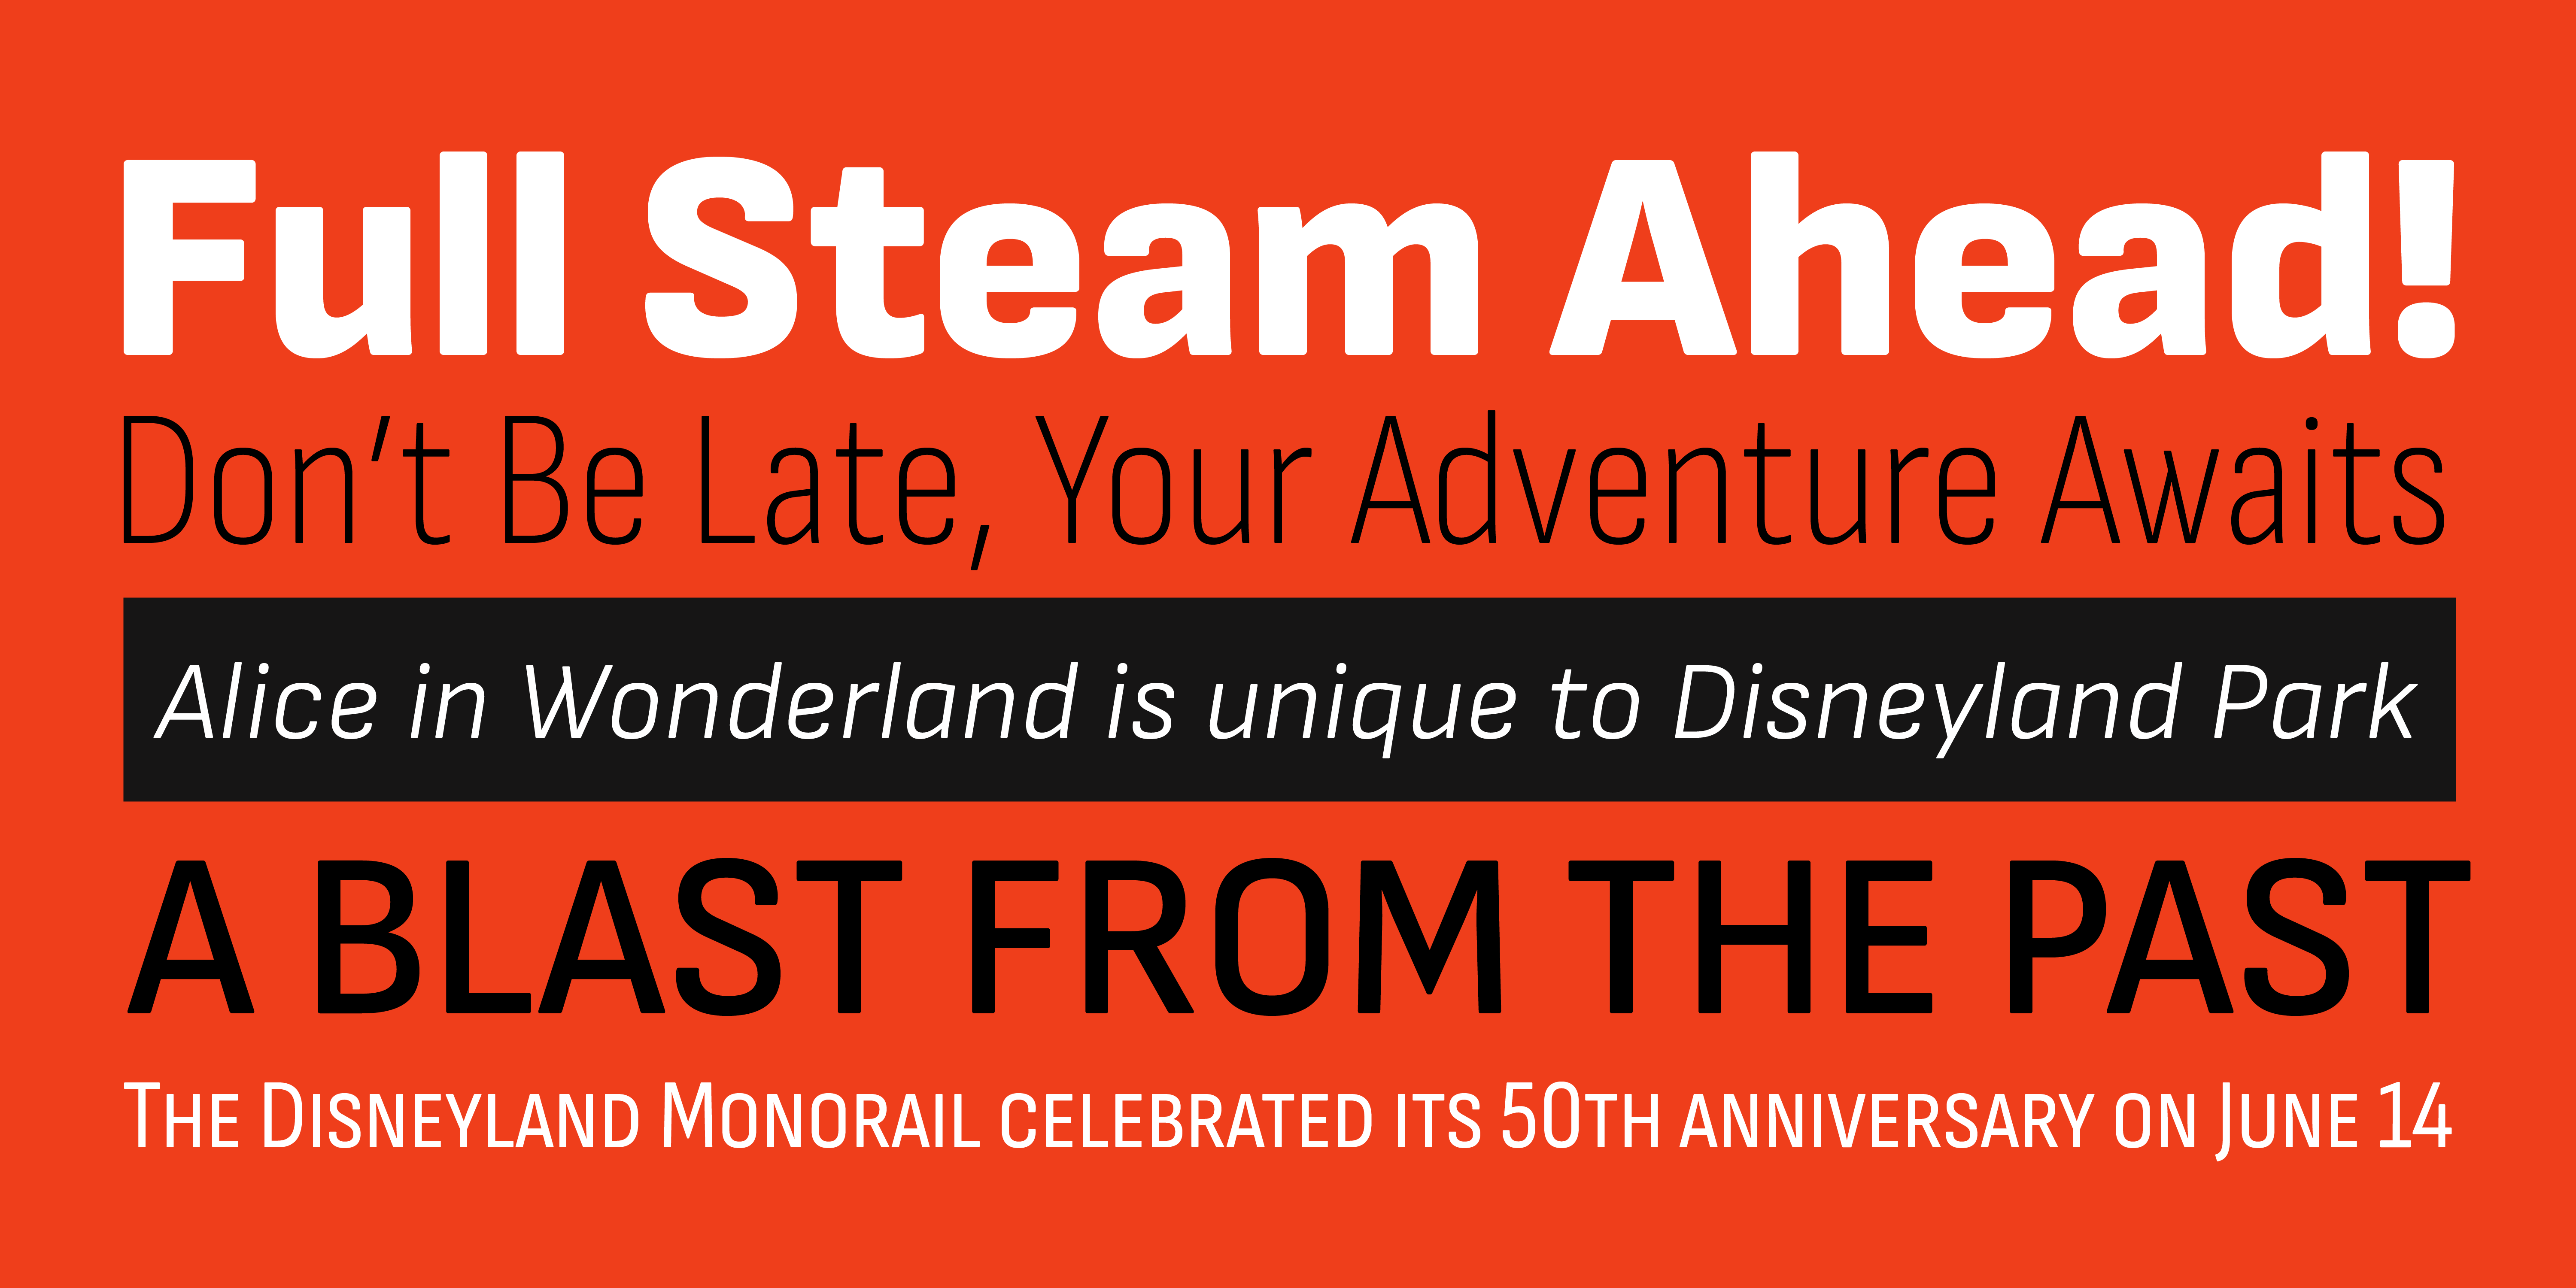 Full Steam Ahead!
Don’t Be Late, Your Adventure Awaits
Alice in Wonderland is unique to Disneyland Park
A BLAST FROM THE PAST
The Disneyland Monorail celebrated its 50th anniversary on June 14